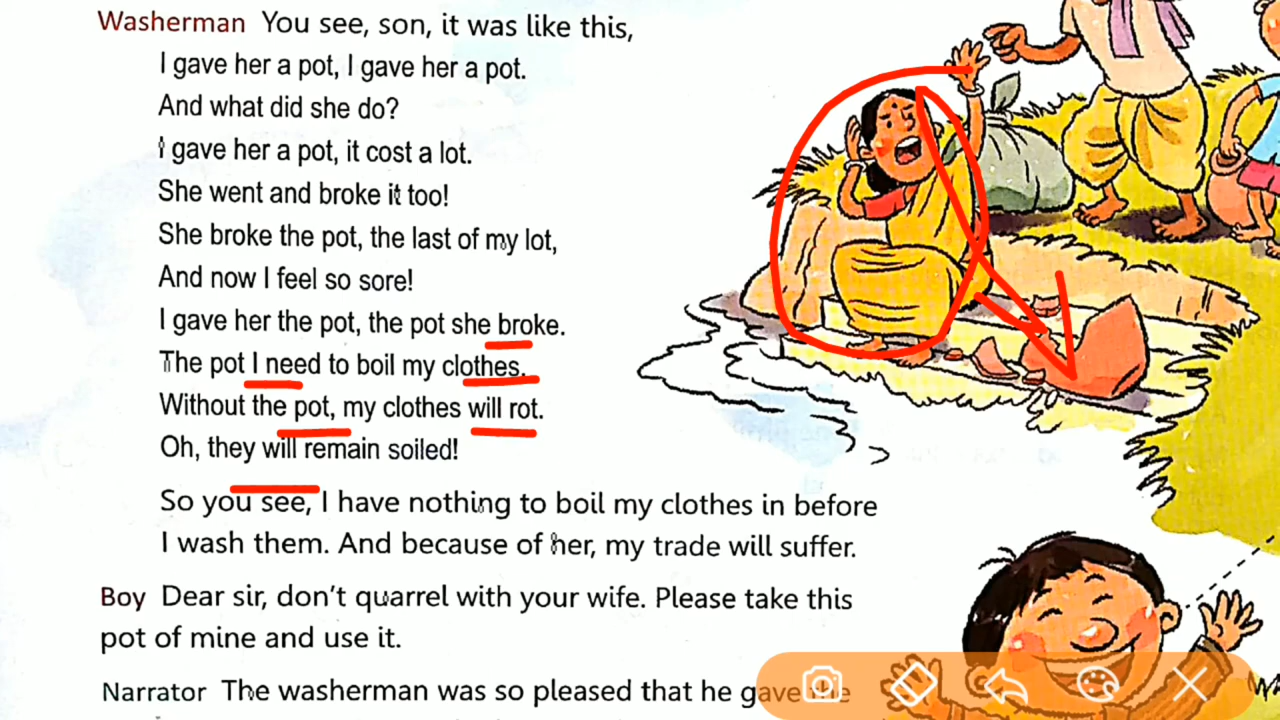 Washerman You see, son, it was like this,
I gave her a pot, I gave her a pot.
And what did she do?
I gave her a pot, it cost a lot.
She went and broke it too!
She broke the pot, the last of my lot,
And now I feel so sore!
I gave her the pot, the pot she broke.
The pot I need to boil my clothes.
Without the pot, my clothes will rot.
Oh, they will remain soiled!
So you see, I have nothing to boil my clothes in before
I wash them. And because of her, my trade will suffer.
Boy Dear sir, don't quarrel with your wife. Please take this
pot of mine and use it.
Narrator The washerman was so pleased that he gave the